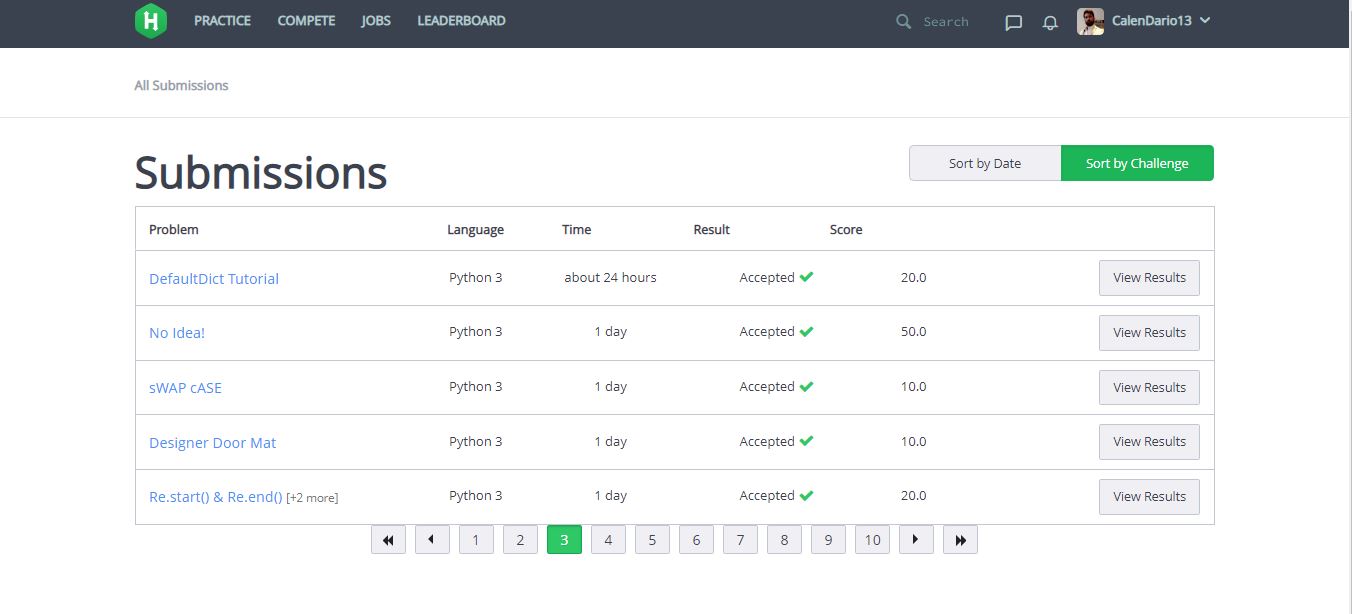 H PRACTICE COMPETE JOBS LEADERBOARD Search CalenDario13
All Submissions
Submissions
Sort by Date Sort by Challenge
Problem Language Time Result Score
DefaultDict Tutorial Python 3 about 24 hours Accepted 20.0 View Results
No Idea! Python 3 1 day Accepted 50.0 View Results
sWAP cASE Python 3 1 day Accepted 10.0 View Results
Designer Door Mat Python 3 1 day Accepted 10.0 View Results
Re.start() & Re.end() [+2 more] Python 3 1 day Accepted 20.0 View Results
1 2 3 4 5 6 7 8 9 10